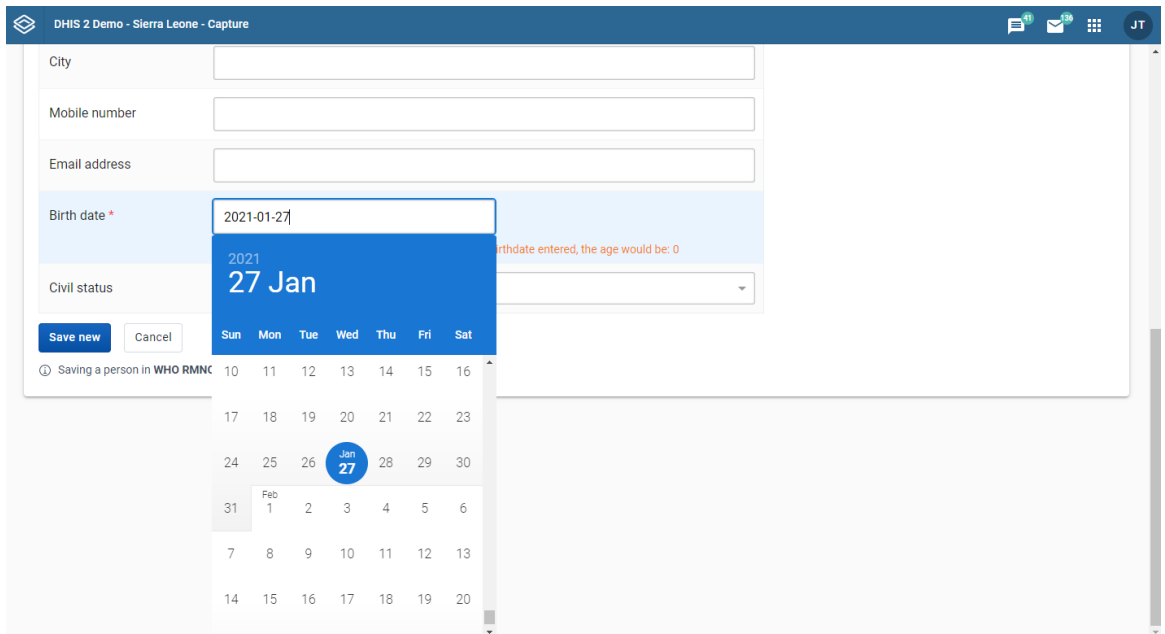 DHIS 2 Demo - Sierra Leone - Capture
41
136
JT
City
Mobile number
Email address
Birth date *
2021-01-27
irthdate entered, the age would be: 0
2021
27 Jan
Civil status
Sun Mon Tue Wed Thu Fri Sat
Save new Cancel
Saving a person in WHO RMNC
10 11 12 13 14 15 16
17 18 19 20 21 22 23
24 25 26 Jan 27 28 29 30
31 Feb 1 2 3 4 5 6
7 8 9 10 11 12 13
14 15 16 17 18 19 20